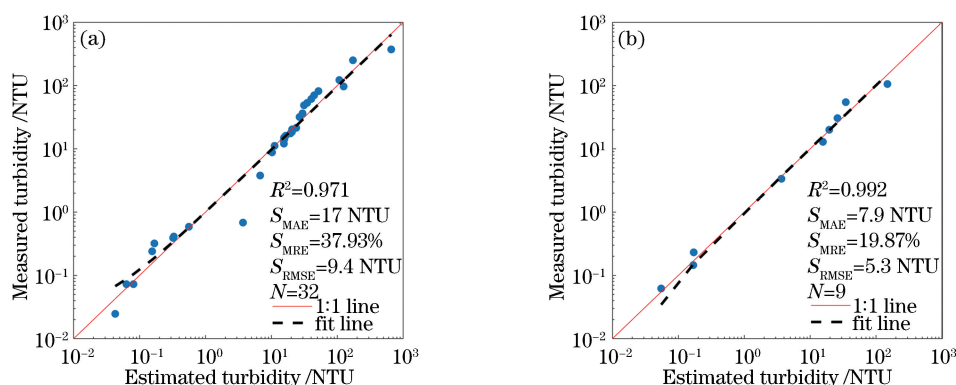 (a)
10³
10²
10¹
10⁰
10⁻¹
10⁻²
Measured turbidity /NTU
R²=0.971
S_MAE=17 NTU
S_MRE=37.93%
S_RMSE=9.4 NTU
N=32
1:1 line
fit line
10⁻² 10⁻¹ 10⁰ 10¹ 10² 10³
Estimated turbidity /NTU
(b)
10³
10²
10¹
10⁰
10⁻¹
10⁻²
Measured turbidity /NTU
R²=0.992
S_MAE=7.9 NTU
S_MRE=19.87%
S_RMSE=5.3 NTU
N=9
1:1 line
fit line
10⁻² 10⁻¹ 10⁰ 10¹ 10² 10³
Estimated turbidity /NTU